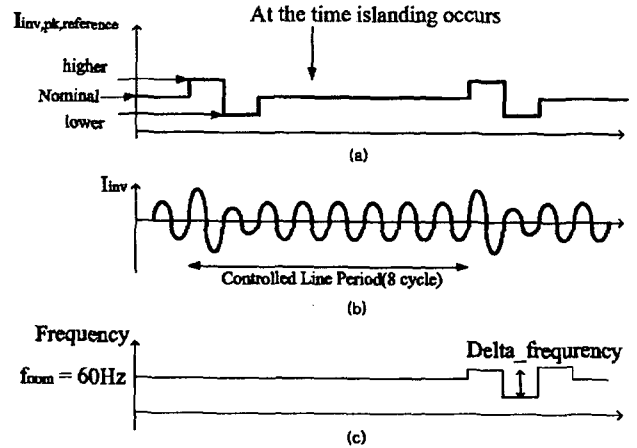 Iinv,pk,reference
At the time islanding occurs
higher
Nominal
lower
(a)
Iinv
Controlled Line Period(8 cycle)
(b)
Frequency
fnom = 60Hz
Delta_frequrency
(c)